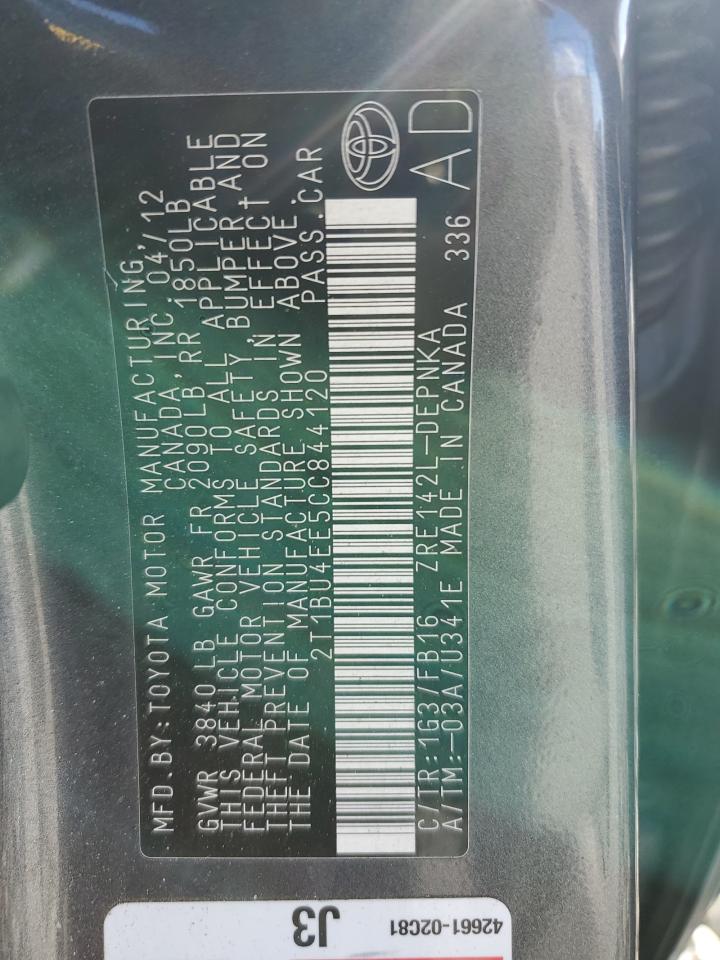 MFD.BY:TOYOTA MOTOR MANUFACTURING,
CANADA, INC. 04/12
GVWR 3840 LB GAWR FR 2090LB,RR 1850LB
THIS VEHICLE CONFORMS TO ALL APPLICABLE
FEDERAL MOTOR VEHICLE SAFETY, BUMPER,AND
THEFT PREVENTION STANDARDS IN EFFECT ON
THE DATE OF MANUFACTURE SHOWN ABOVE.
2T1BU4EE5CC844120 PASS.CAR
C/TR:1G3/FB16 ZRE142L-DEPNKA
A/TM:-03A/U341E MADE IN CANADA 336
AD
J3
42661-02C81